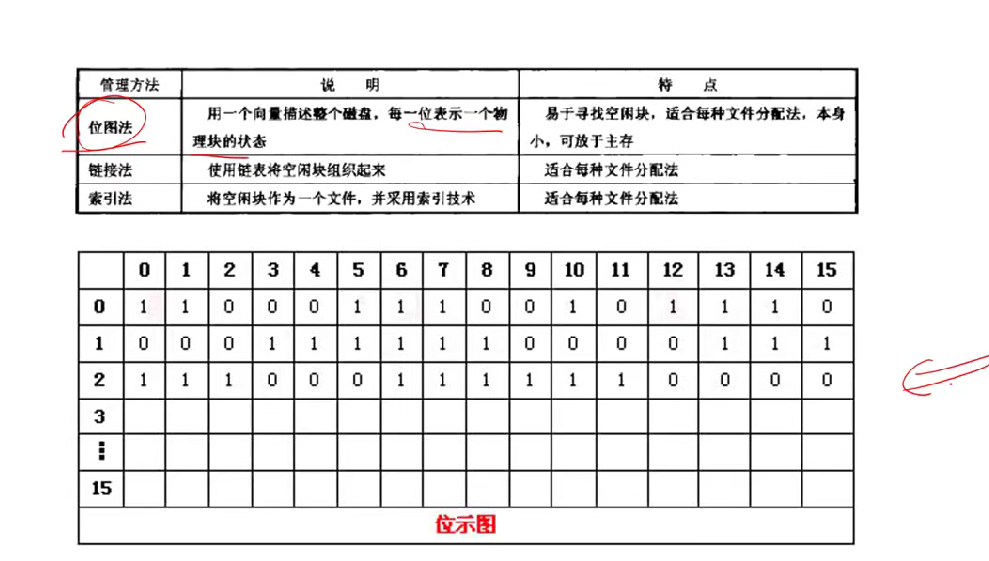 管理方法 说 明 特 点
位图法 用一个向量描述整个磁盘，每一位表示一个物理块的状态 易于寻找空闲块，适合每种文件分配法，本身小，可放于主存
链接法 使用链表将空闲块组织起来 适合每种文件分配法
索引法 将空闲块作为一个文件，并采用索引技术 适合每种文件分配法
0 1 2 3 4 5 6 7 8 9 10 11 12 13 14 15
0 1 1 0 0 0 1 1 1 0 0 1 0 1 1 1 0
1 0 0 0 1 1 1 1 1 1 0 0 0 0 1 1 1
2 1 1 1 0 0 0 1 1 1 1 1 1 0 0 0 0
3
⋮
15
位示图